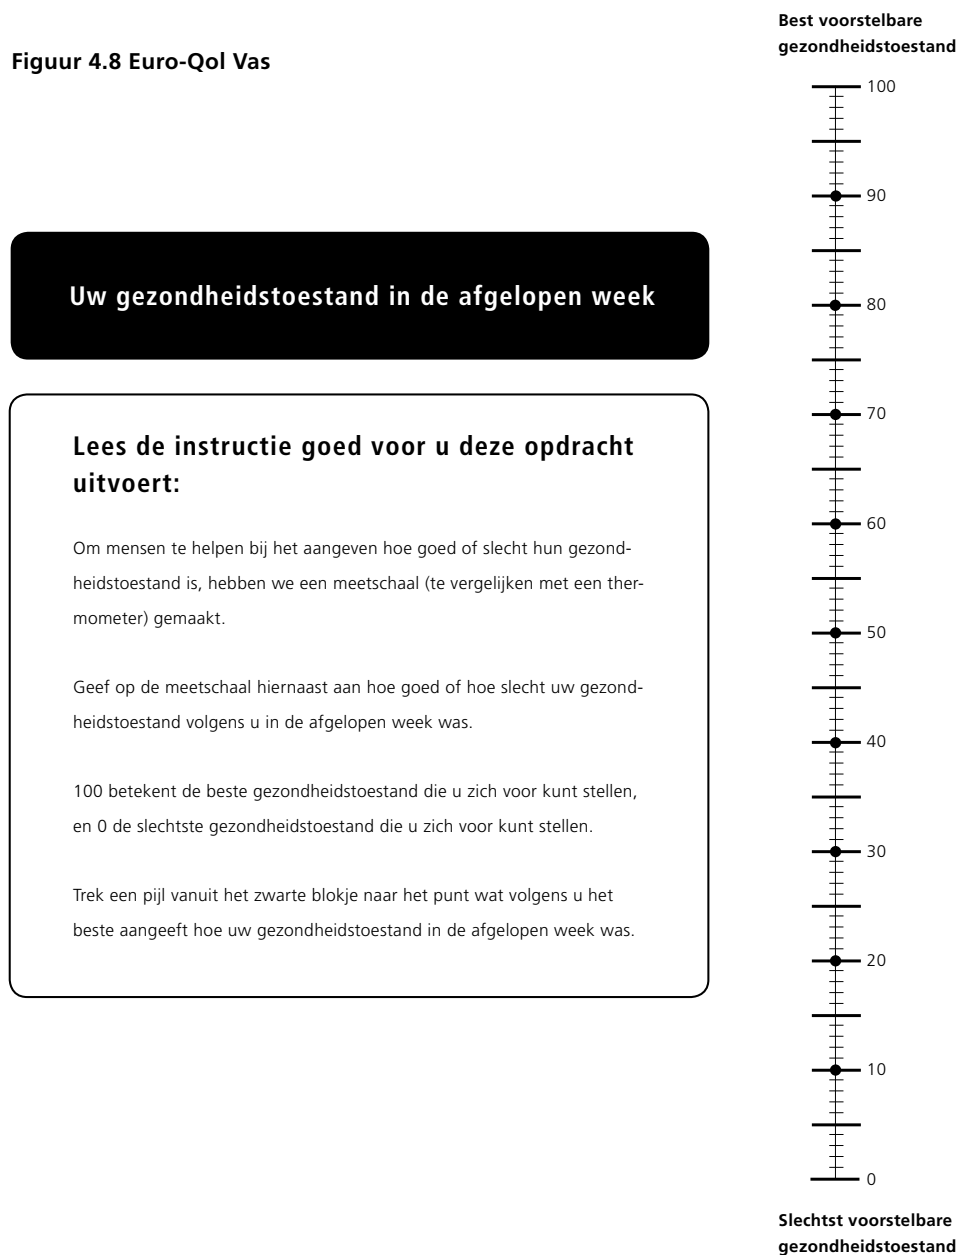 Best voorstelbare
gezondheidstoestand
Figuur 4.8 Euro-Qol Vas
Uw gezondheidstoestand in de afgelopen week
Lees de instructie goed voor u deze opdracht
uitvoert:
Om mensen te helpen bij het aangeven hoe goed of slecht hun gezond-
heidstoestand is, hebben we een meetschaal (te vergelijken met een ther-
mometer) gemaakt.
Geef op de meetschaal hiernaast aan hoe goed of hoe slecht uw gezond-
heidstoestand volgens u in de afgelopen week was.
100 betekent de beste gezondheidstoestand die u zich voor kunt stellen,
en 0 de slechtste gezondheidstoestand die u zich voor kunt stellen.
Trek een pijl vanuit het zwarte blokje naar het punt wat volgens u het
beste aangeeft hoe uw gezondheidstoestand in de afgelopen week was.
100
90
80
70
60
50
40
30
20
10
0
Slechtst voorstelbare
gezondheidstoestand